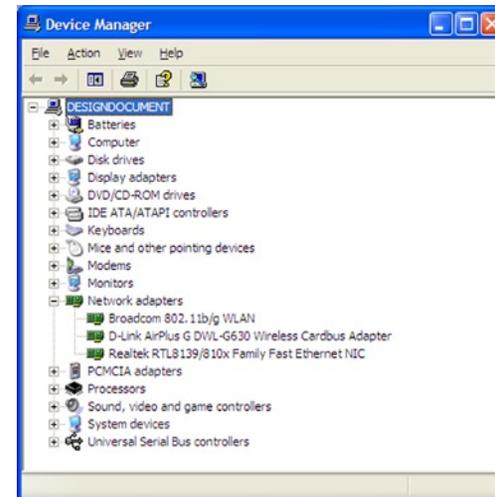 Device Manager
File Action View Help
DESIGNDOCUMENT
Batteries
Computer
Disk drives
Display adapters
DVD/CD-ROM drives
IDE ATA/ATAPI controllers
Keyboards
Mice and other pointing devices
Modems
Monitors
Network adapters
Broadcom 802.11b/g WLAN
D-Link AirPlus G DWL-G630 Wireless Cardbus Adapter
Realtek RTL8139/810x Family Fast Ethernet NIC
PCMCIA adapters
Processors
Sound, video and game controllers
System devices
Universal Serial Bus controllers